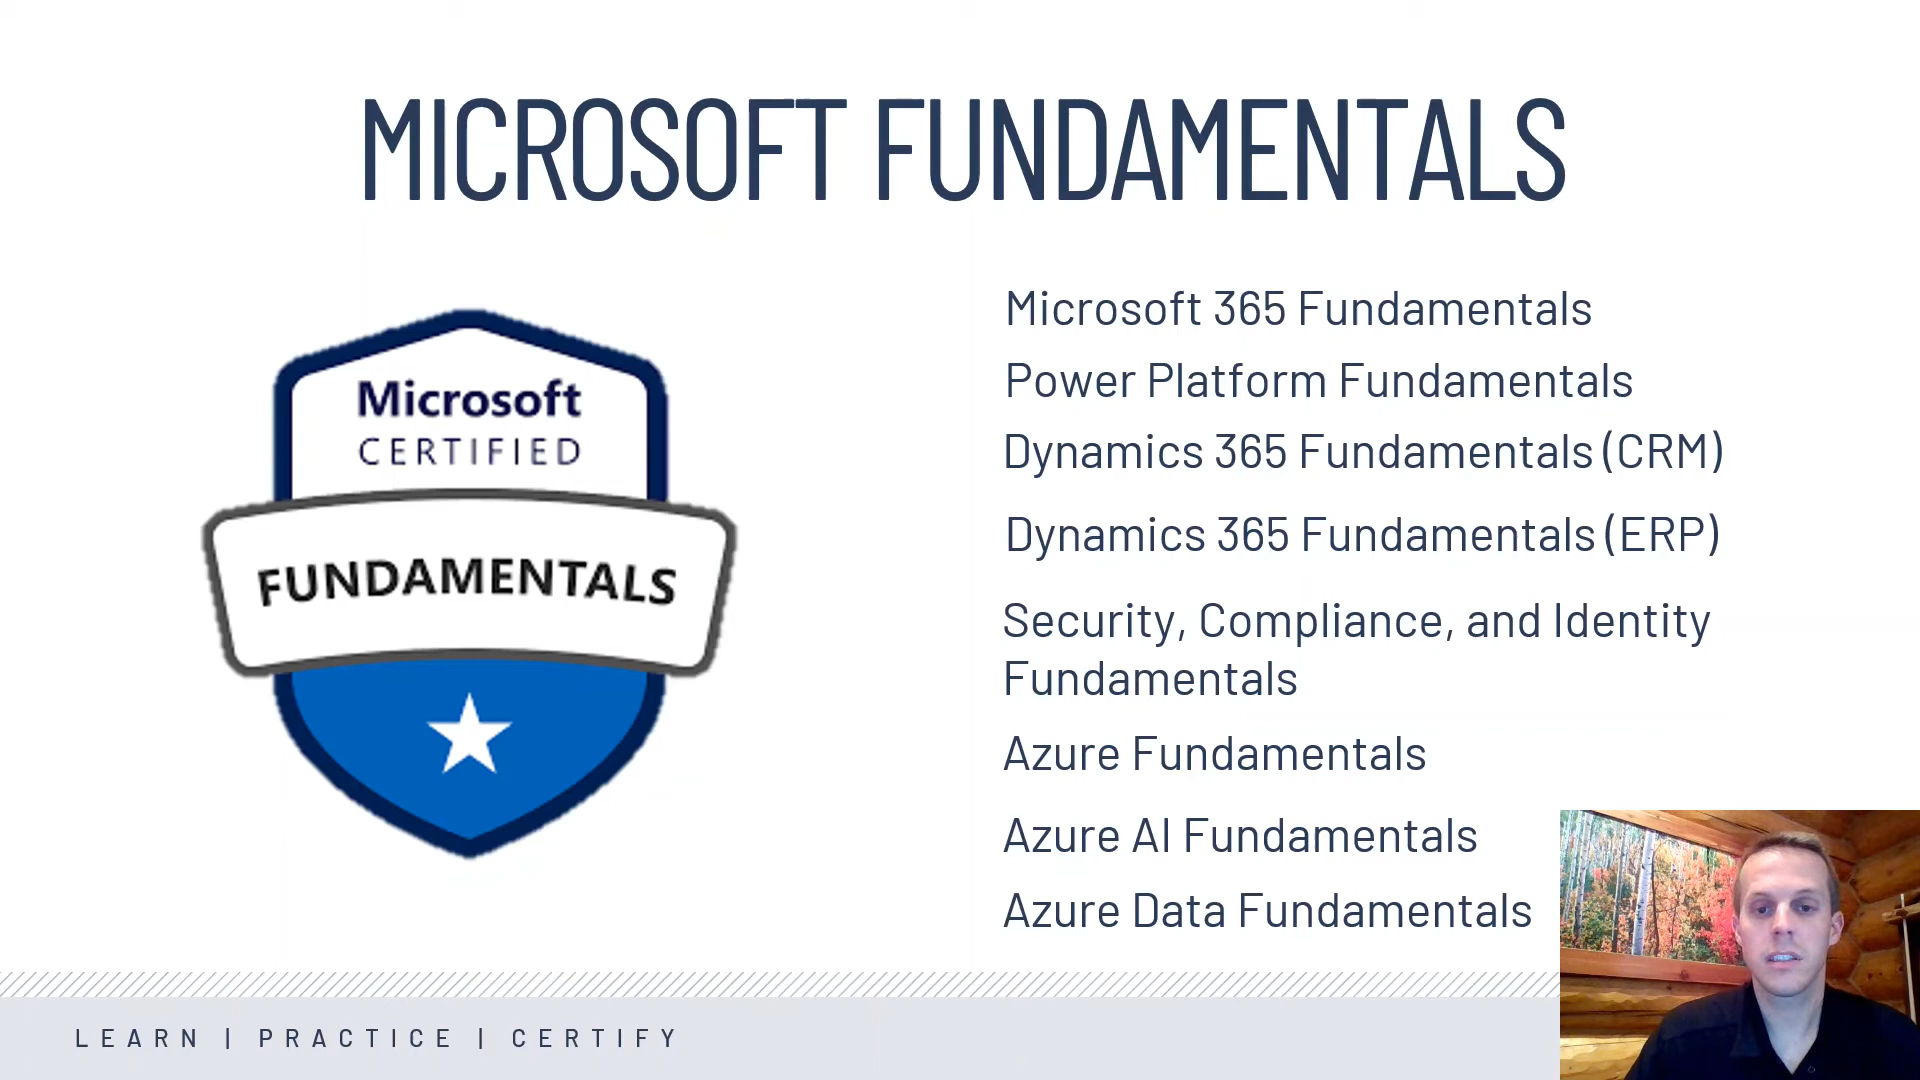 MICROSOFT FUNDAMENTALS
Microsoft
CERTIFIED
FUNDAMENTALS
Microsoft 365 Fundamentals
Power Platform Fundamentals
Dynamics 365 Fundamentals (CRM)
Dynamics 365 Fundamentals (ERP)
Security, Compliance, and Identity
Fundamentals
Azure Fundamentals
Azure AI Fundamentals
Azure Data Fundamentals
LEARN | PRACTICE | CERTIFY